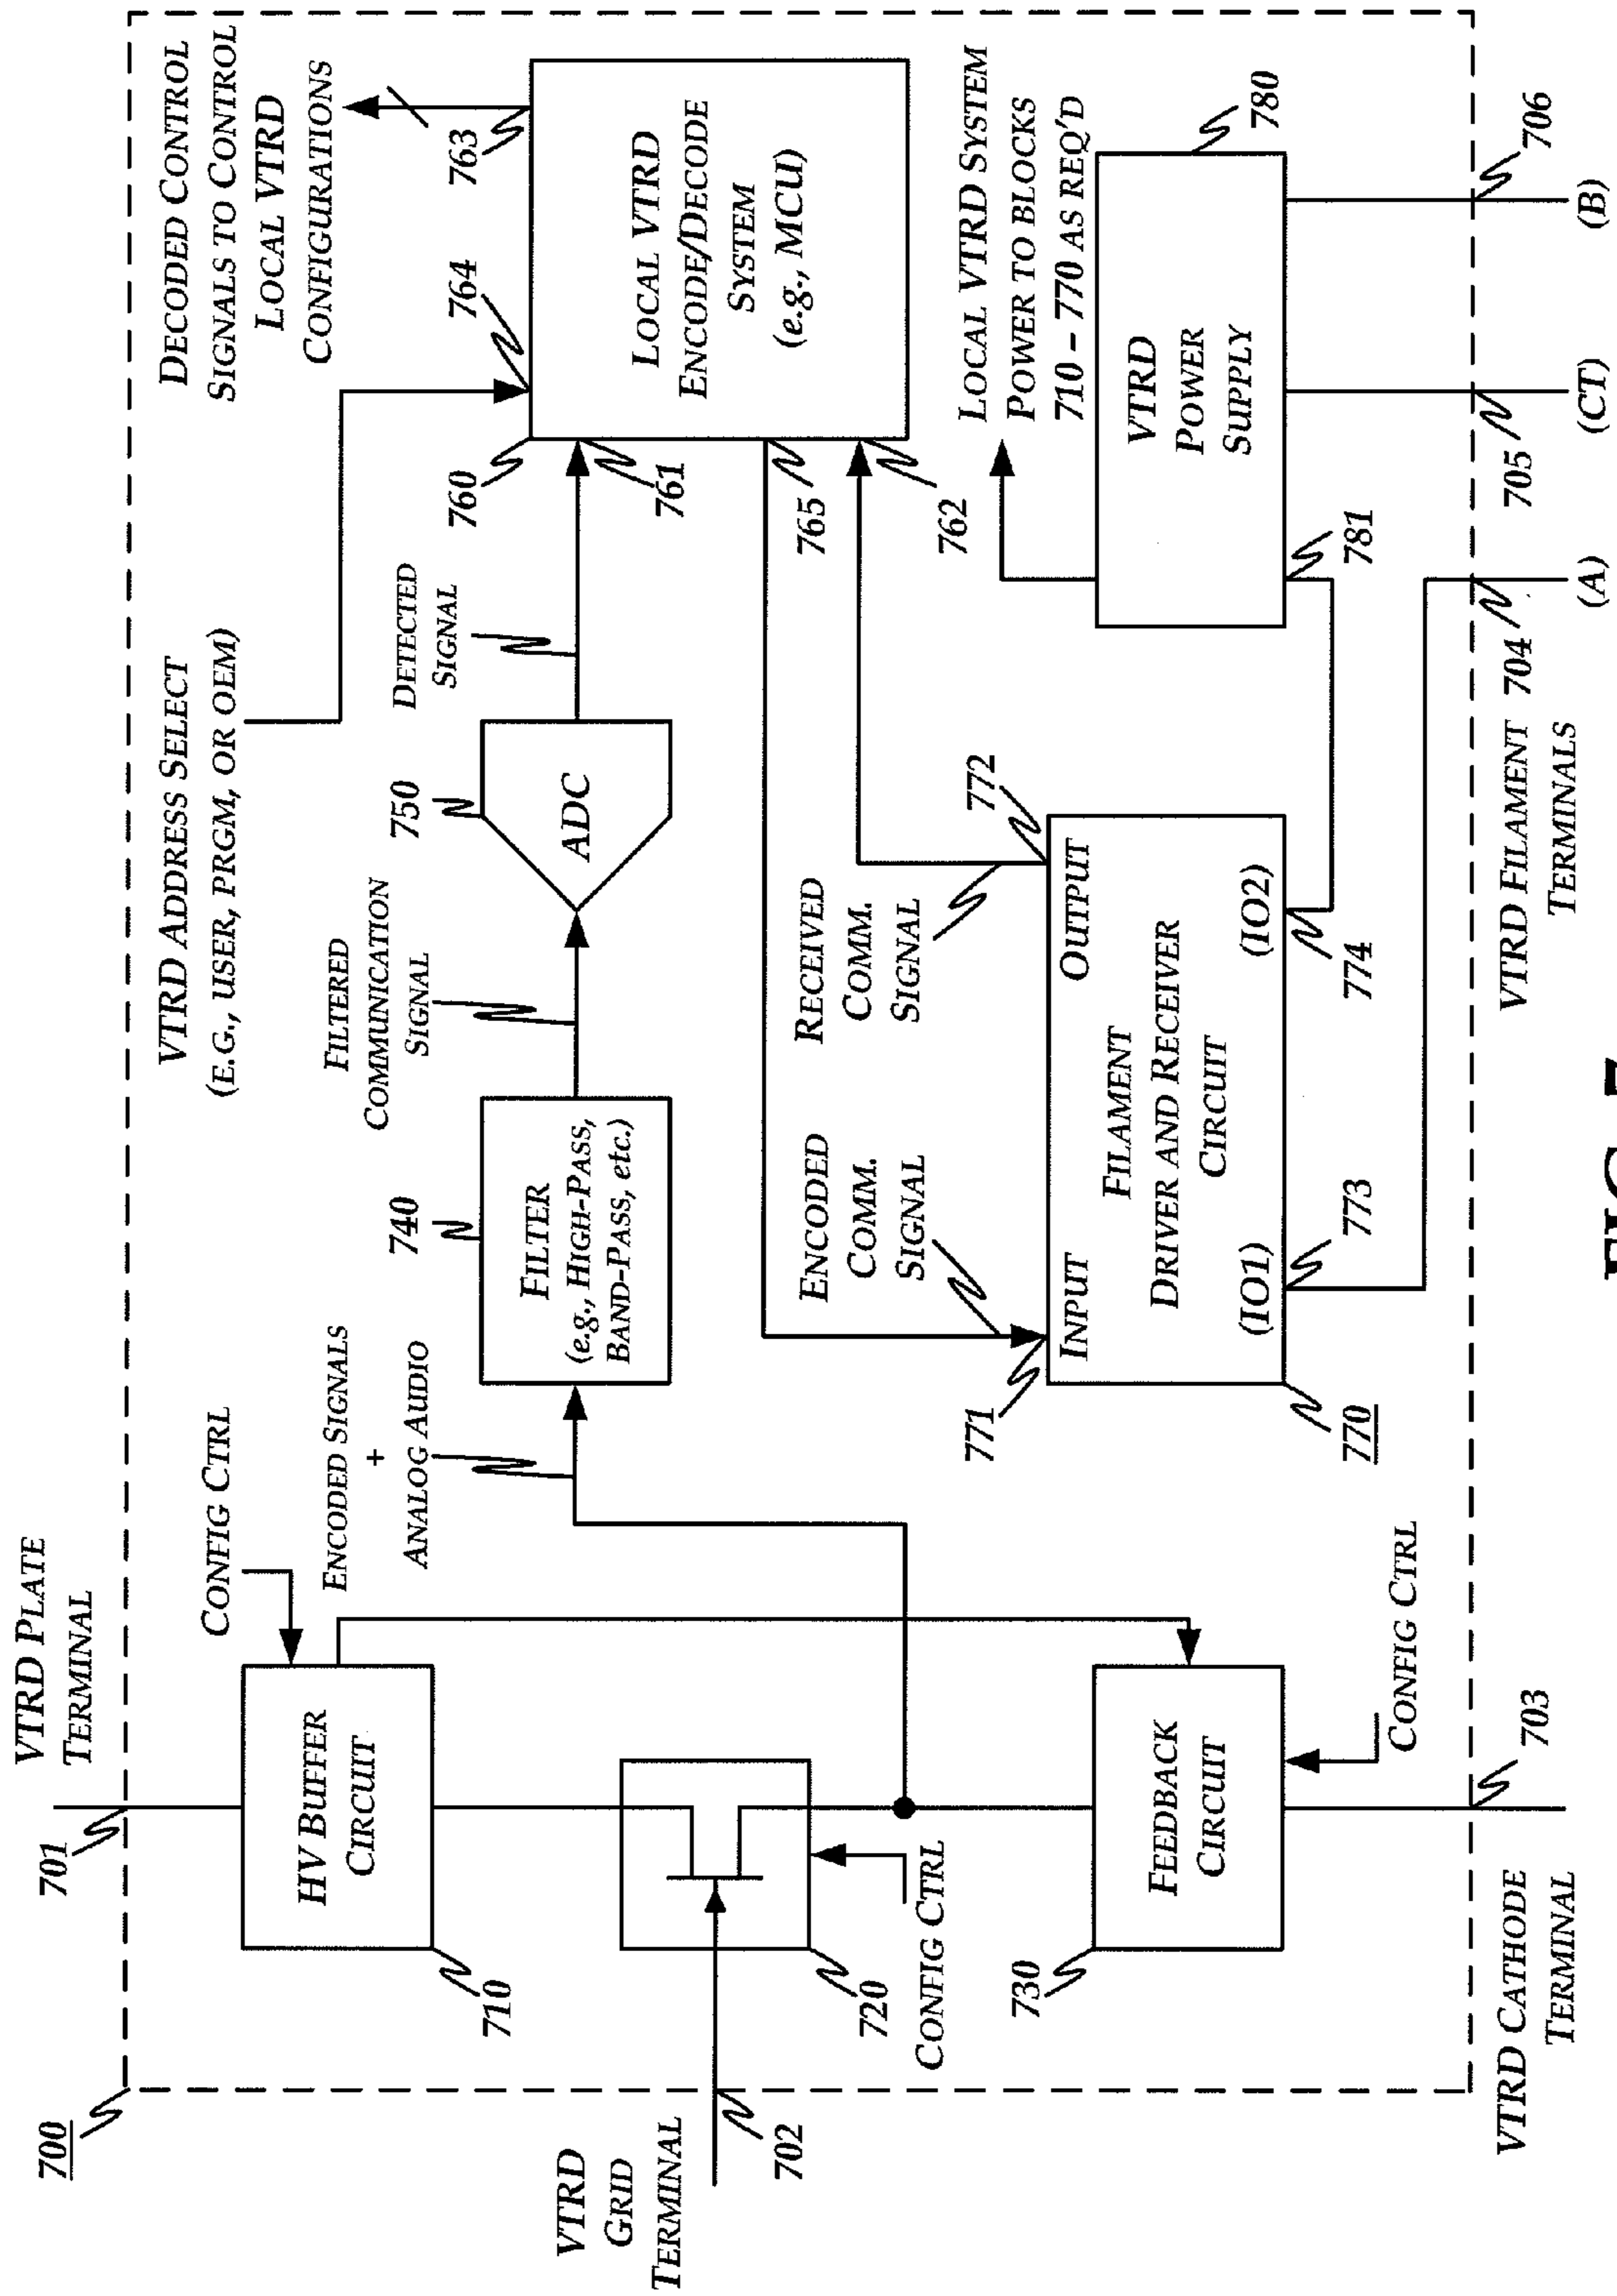 700
VTRD PLATE
TERMINAL
701
CONFIG CTRL
HV BUFFER
CIRCUIT
710
ENCODED SIGNALS
+
ANALOG AUDIO
VTRD
GRID
TERMINAL
702
720
CONFIG CTRL
730
FEEDBACK
CIRCUIT
CONFIG CTRL
703
VTRD CATHODE
TERMINAL
VTRD ADDRESS SELECT
(E.G., USER, PRGM, OR OEM)
740
FILTER
(e.g., HIGH-PASS,
BAND-PASS, etc.)
FILTERED
COMMUNICATION
SIGNAL
750
ADC
DETECTED
SIGNAL
DECODED CONTROL
SIGNALS TO CONTROL
LOCAL VTRD
CONFIGURATIONS
760
764
763
761
LOCAL VTRD
ENCODE/DECODE
SYSTEM
(e.g., MCU)
765
762
ENCODED
COMM.
SIGNAL
RECEIVED
COMM.
SIGNAL
771
772
INPUT
OUTPUT
FILAMENT
DRIVER AND RECEIVER
CIRCUIT
(IO1)
(IO2)
770
773
774
LOCAL VTRD SYSTEM
POWER TO BLOCKS
710 – 770 AS REQ'D
VTRD
POWER
SUPPLY
780
781
VTRD FILAMENT
TERMINALS
704
705
706
(A)
(CT)
(B)